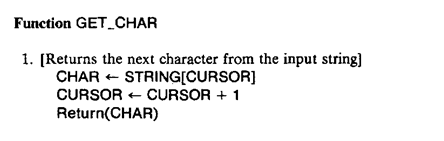 Function GET_CHAR
1. [Returns the next character from the input string]
CHAR ← STRING[CURSOR]
CURSOR ← CURSOR + 1
Return(CHAR)